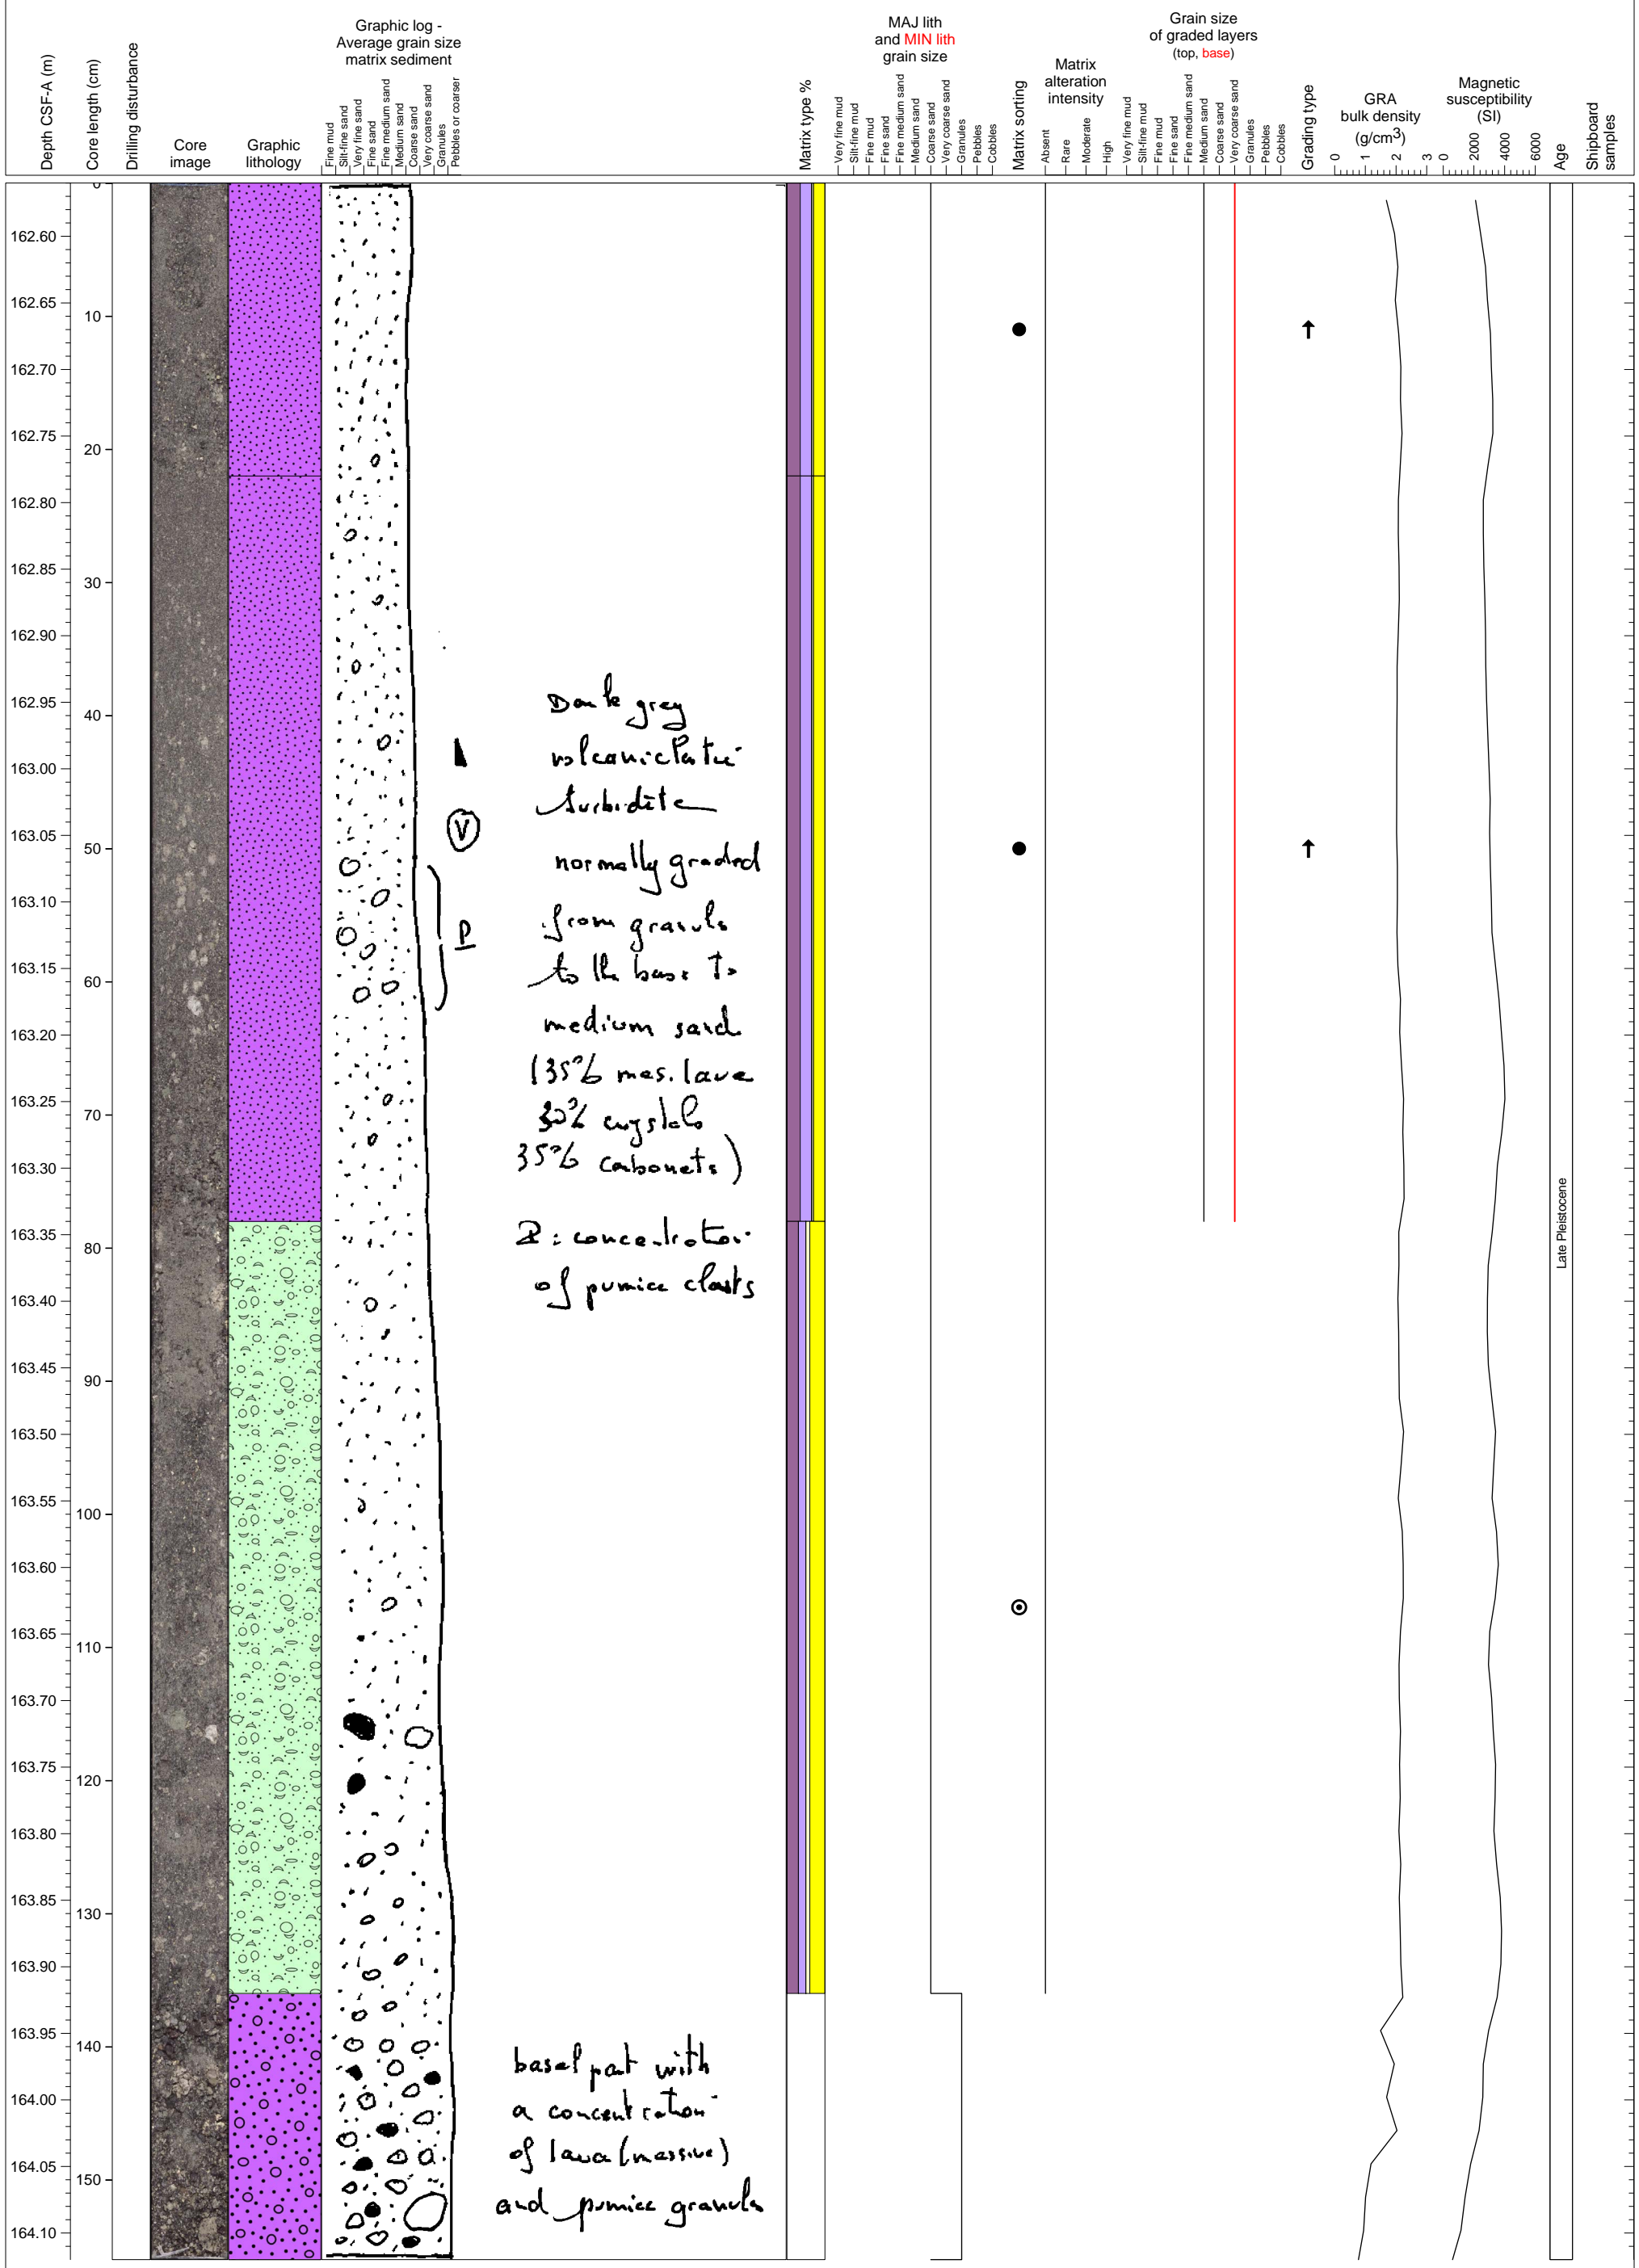 Depth CSF-A (m)
Core length (cm)
Drilling disturbance
Core
image
Graphic
lithology
Graphic log -
Average grain size
matrix sediment
Fine mud
Silt-fine sand
Very fine sand
Fine sand
Fine medium sand
Medium sand
Coarse sand
Very coarse sand
Granules
Pebbles or coarser
Matrix type %
MAJ lith
and MIN lith
grain size
Very fine mud
Silt-fine mud
Fine mud
Fine sand
Fine medium sand
Medium sand
Coarse sand
Very coarse sand
Granules
Pebbles
Cobbles
Matrix sorting
Matrix
alteration
intensity
Absent
Rare
Moderate
High
Grain size
of graded layers
(top, base)
Very fine mud
Silt-fine mud
Fine mud
Fine sand
Fine medium sand
Medium sand
Coarse sand
Very coarse sand
Granules
Pebbles
Cobbles
Grading type
GRA
bulk density
(g/cm3)
0 1 2 3
Magnetic
susceptibility
(SI)
0 2000 4000 6000
Age
Shipboard
samples
0
162.60
162.65
10
162.70
162.75
20
162.80
162.85
30
162.90
162.95
40
163.00
163.05
50
163.10
163.15
60
163.20
163.25
70
163.30
163.35
80
163.40
163.45
90
163.50
163.55
100
163.60
163.65
110
163.70
163.75
120
163.80
163.85
130
163.90
163.95
140
164.00
164.05
150
164.10
V
P
Dark grey
volcaniclastic
turbidite
normally graded
from granuls
to the base to
medium sand
(35% mas. lava
30% crystals
35% carbonets)
P: concentration
of pumice clasts
basal part with
a concentration
of lava (massive)
and pumice granuls
Late Pleistocene